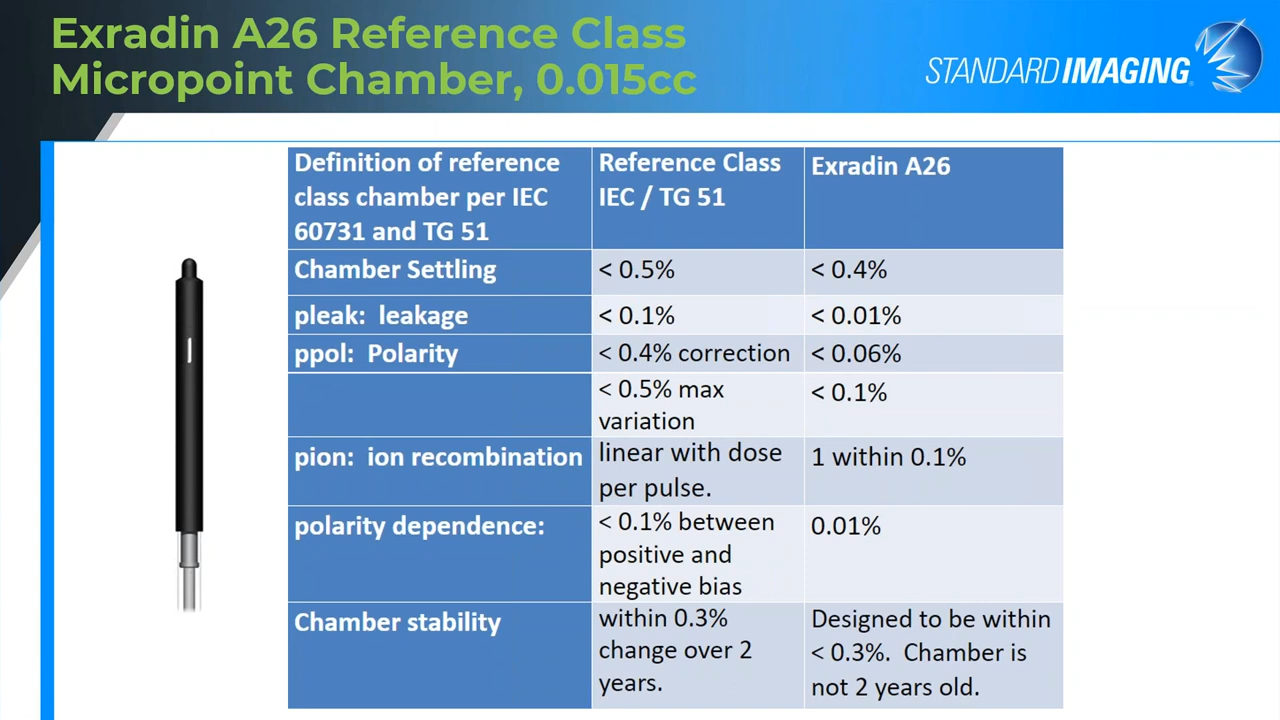 Exradin A26 Reference Class
Micropoint Chamber, 0.015cc
STANDARD IMAGING
Definition of reference
class chamber per IEC
60731 and TG 51
Reference Class
IEC / TG 51
Exradin A26
Chamber Settling
< 0.5%
< 0.4%
pleak: leakage
< 0.1%
< 0.01%
ppol: Polarity
< 0.4% correction
< 0.06%
< 0.5% max
variation
< 0.1%
pion: ion recombination
linear with dose
per pulse.
1 within 0.1%
polarity dependence:
< 0.1% between
positive and
negative bias
0.01%
Chamber stability
within 0.3%
change over 2
years.
Designed to be within
< 0.3%. Chamber is
not 2 years old.